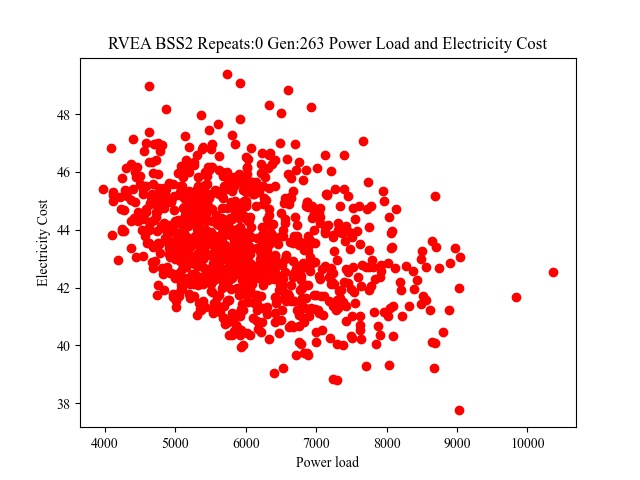 RVEA BSS2 Repeats:0 Gen:263 Power Load and Electricity Cost
48
46
44
42
40
38
Electricity Cost
4000 5000 6000 7000 8000 9000 10000
Power load